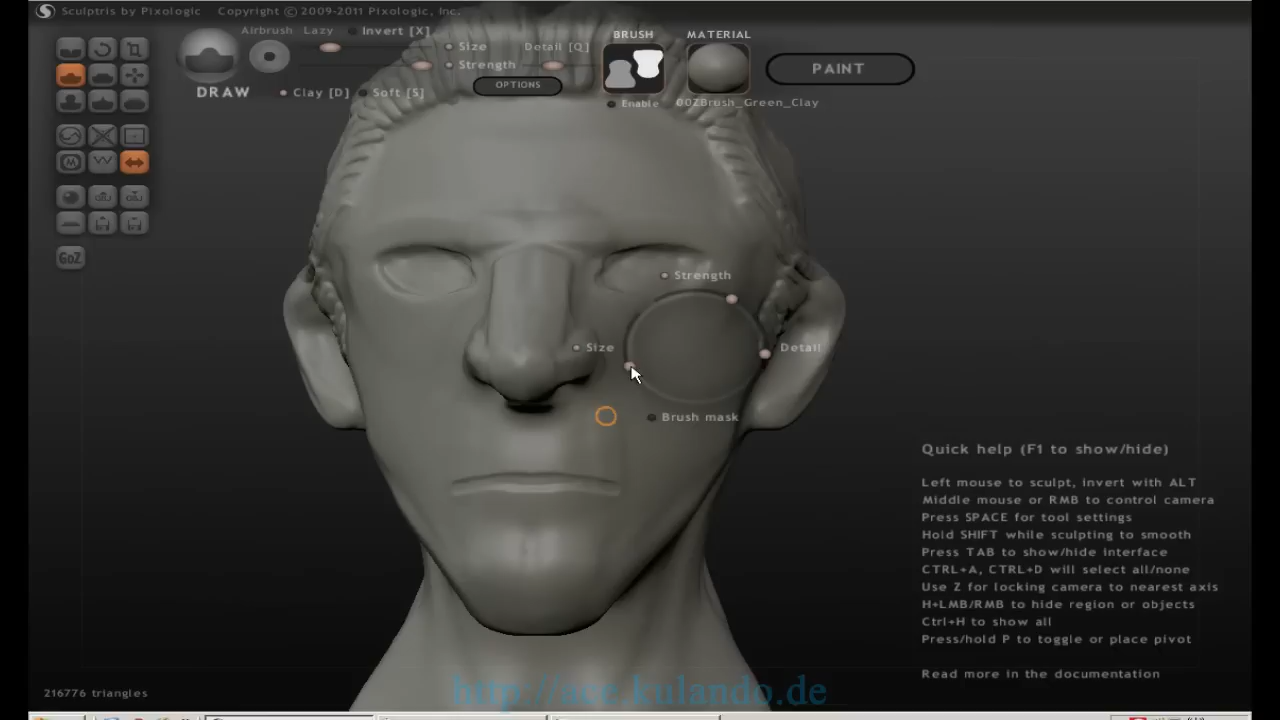 Sculptris by Pixologic Copyright © 2009-2011 Pixologic, Inc.
Airbrush Lazy Invert [X]
Size Detail [Q]
Strength
OPTIONS
DRAW
Clay [D] Soft [S]
BRUSH
Enable
MATERIAL
00ZBrush_Green_Clay
PAINT
GoZ
Strength
Size
Detail
Brush mask
Quick help (F1 to show/hide)
Left mouse to sculpt, invert with ALT
Middle mouse or RMB to control camera
Press SPACE for tool settings
Hold SHIFT while sculpting to smooth
Press TAB to show/hide interface
CTRL+A, CTRL+D will select all/none
Use Z for locking camera to nearest axis
H+LMB/RMB to hide region or objects
Ctrl+H to show all
Press/hold P to toggle or place pivot
Read more in the documentation
216776 triangles
http://ace.kulando.de